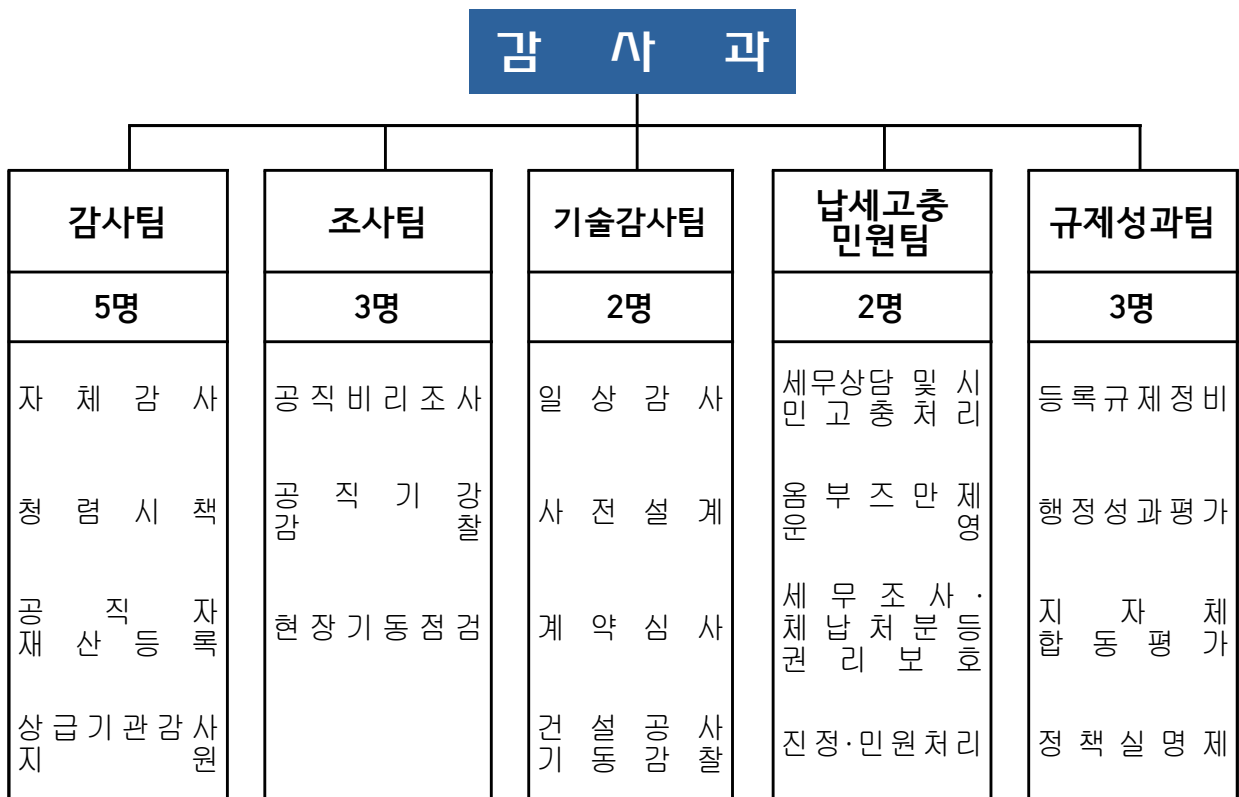 감 사 과
감사팀
5명
자 체 감 사
청 렴 시 책
공 직 자
재 산 등 록
상급기관감사
지 원
조사팀
3명
공직비리조사
공 직 기 강
감 찰
현장기동점검
기술감사팀
2명
일 상 감 사
사 전 설 계
계 약 심 사
건 설 공 사
기 동 감 찰
납세고충
민원팀
2명
세무상담 및 시
민 고 충 처 리
옴 부 즈 만 제
운 영
세 무 조 사 ·
체 납 처 분 등
권 리 보 호
진정·민원처리
규제성과팀
3명
등록규제정비
행정성과평가
지 자 체
합 동 평 가
정 책 실 명 제